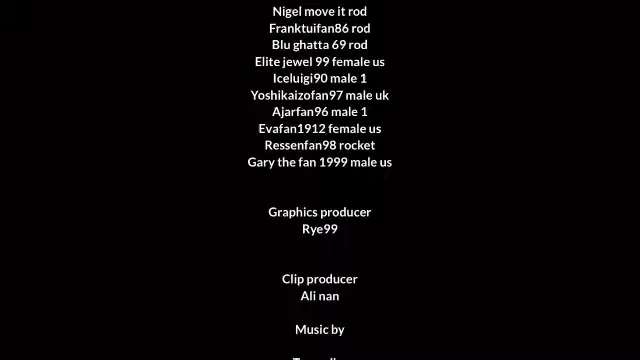 Nigel move it rod
Franktuifan86 rod
Blu ghatta 69 rod
Elite jewel 99 female us
Iceluigi90 male 1
Yoshikaizofan97 male uk
Ajarfan96 male 1
Evafan1912 female us
Ressenfan98 rocket
Gary the fan 1999 male us
Graphics producer
Rye99
Clip producer
Ali nan
Music by